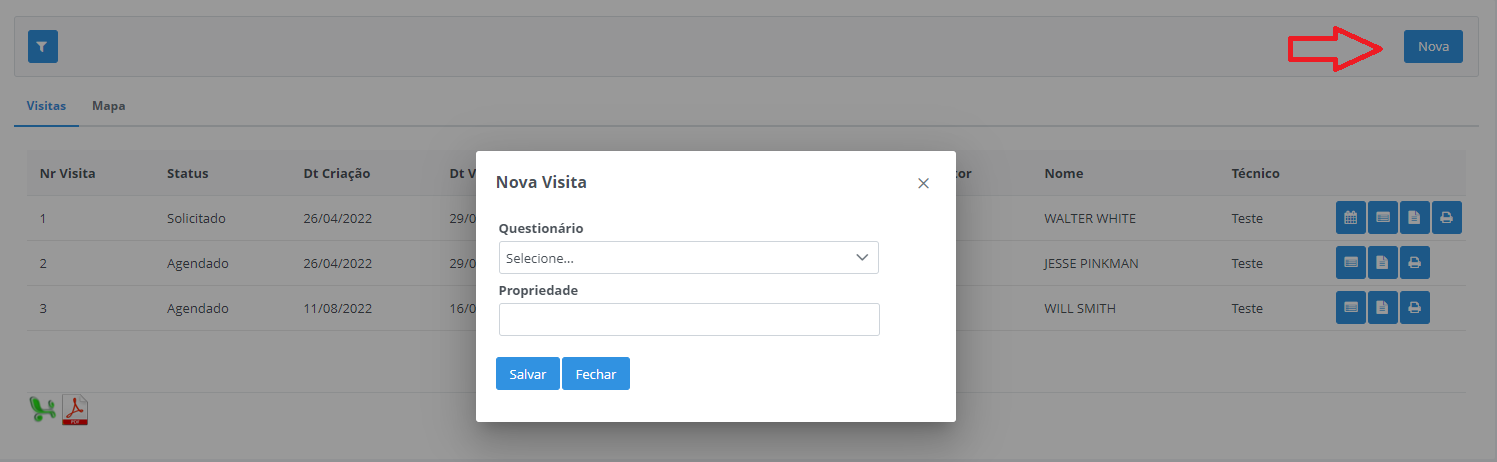 Nova
Visitas Mapa
Nr Visita Status Dt Criação Dt V Nome Técnico
1 Solicitado 26/04/2022 29/0 WALTER WHITE Teste
2 Agendado 26/04/2022 29/0 JESSE PINKMAN Teste
3 Agendado 11/08/2022 16/0 WILL SMITH Teste
Nova Visita
Questionário
Selecione...
Propriedade
Salvar Fechar
PDF